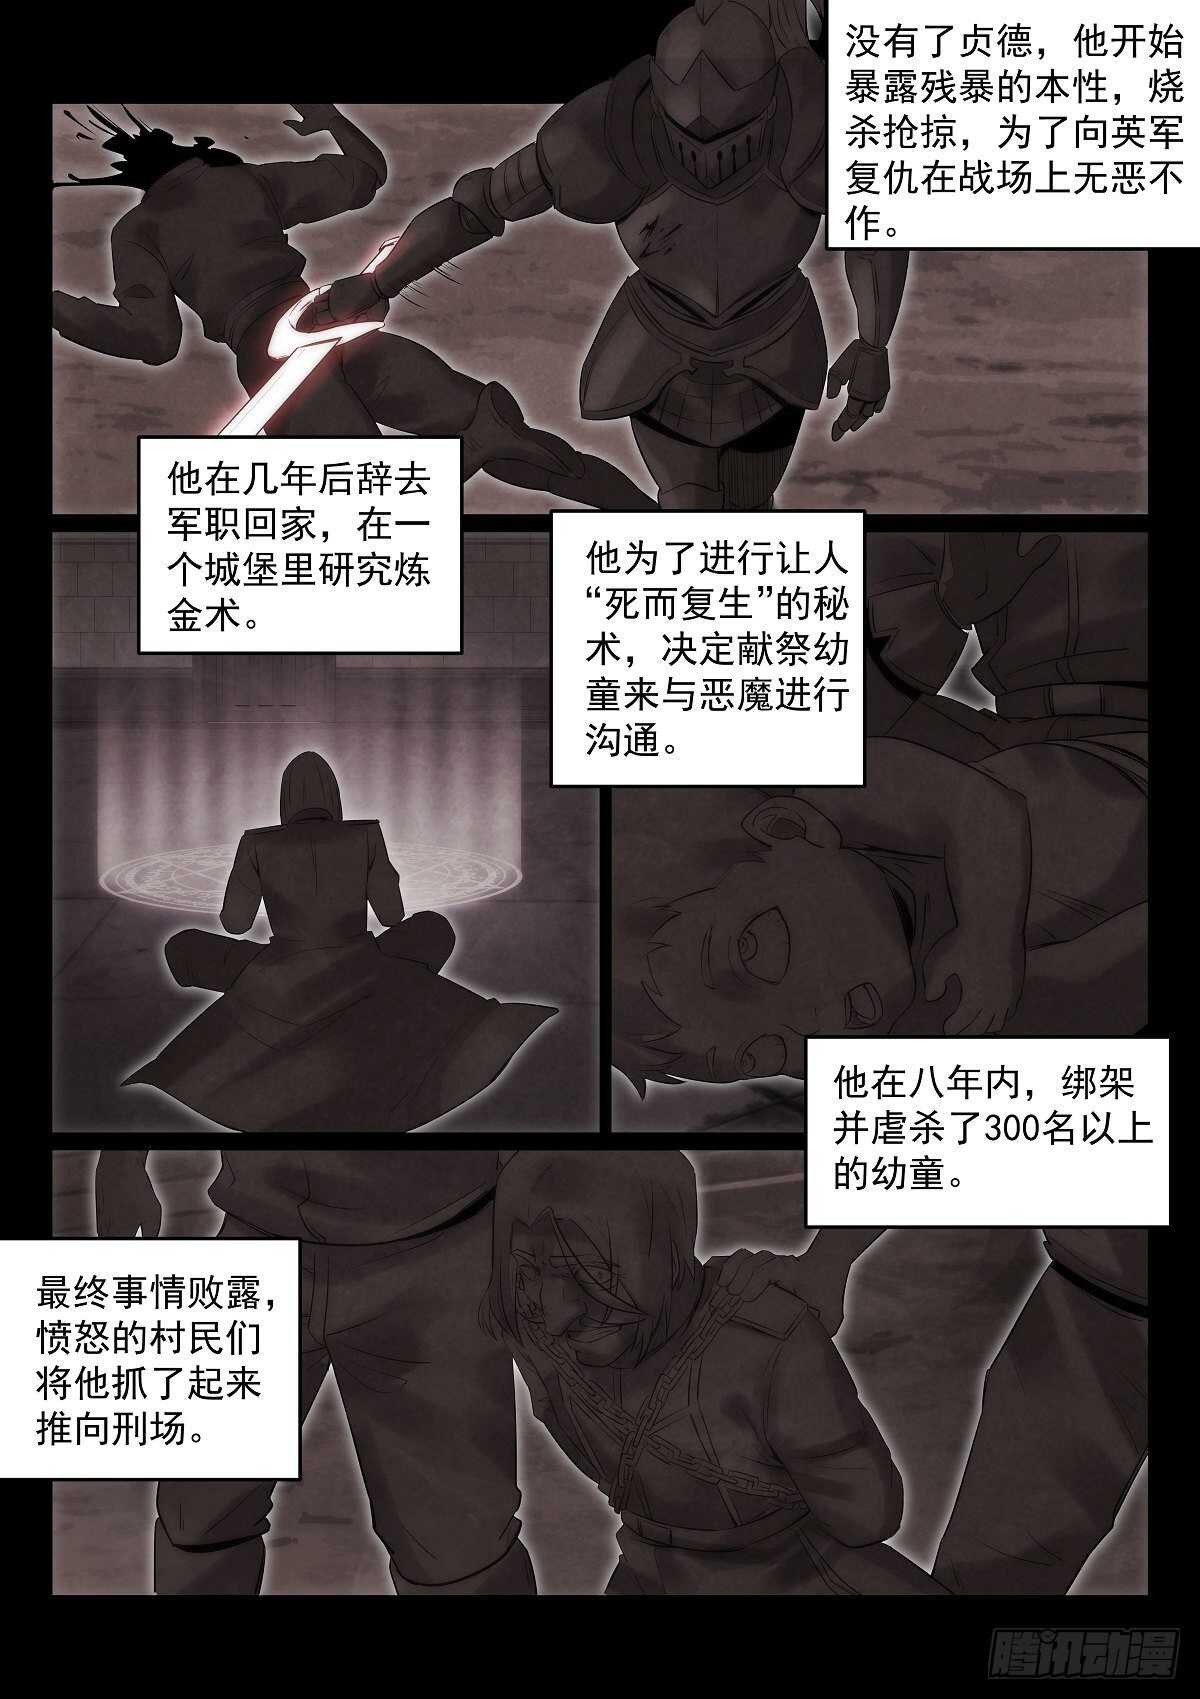 没有了贞德，他开始
暴露残暴的本性，烧
杀抢掠，为了向英军
复仇在战场上无恶不
作。
他在几年后辞去
军职回家，在一
个城堡里研究炼
金术。
他为了进行让人
“死而复生”的秘
术，决定献祭幼
童来与恶魔进行
沟通。
他在八年内，绑架
并虐杀了300名以上
的幼童。
最终事情败露，
愤怒的村民们
将他抓了起来
推向刑场。
腾讯动漫